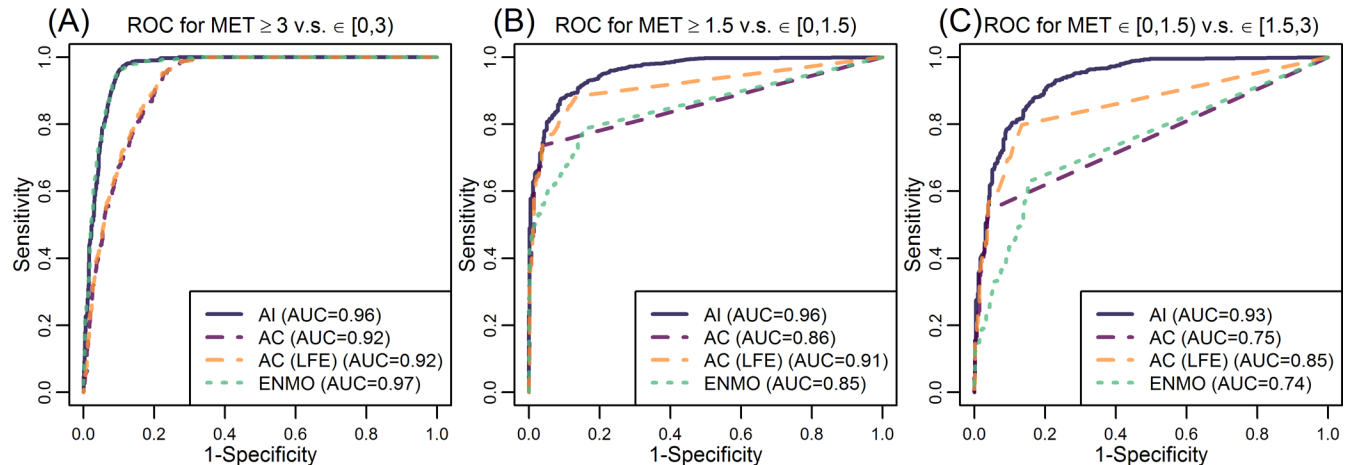 (A)
ROC for MET ≥ 3 v.s. ∈ [0,3)
Sensitivity
0.0 0.2 0.4 0.6 0.8 1.0
AI (AUC=0.96)
AC (AUC=0.92)
AC (LFE) (AUC=0.92)
ENMO (AUC=0.97)
0.0 0.2 0.4 0.6 0.8 1.0
1-Specificity
(B)
ROC for MET ≥ 1.5 v.s. ∈ [0,1.5)
Sensitivity
0.0 0.2 0.4 0.6 0.8 1.0
AI (AUC=0.96)
AC (AUC=0.86)
AC (LFE) (AUC=0.91)
ENMO (AUC=0.85)
0.0 0.2 0.4 0.6 0.8 1.0
1-Specificity
(C)
ROC for MET ∈ [0,1.5) v.s. ∈ [1.5,3)
Sensitivity
0.0 0.2 0.4 0.6 0.8 1.0
AI (AUC=0.93)
AC (AUC=0.75)
AC (LFE) (AUC=0.85)
ENMO (AUC=0.74)
0.0 0.2 0.4 0.6 0.8 1.0
1-Specificity